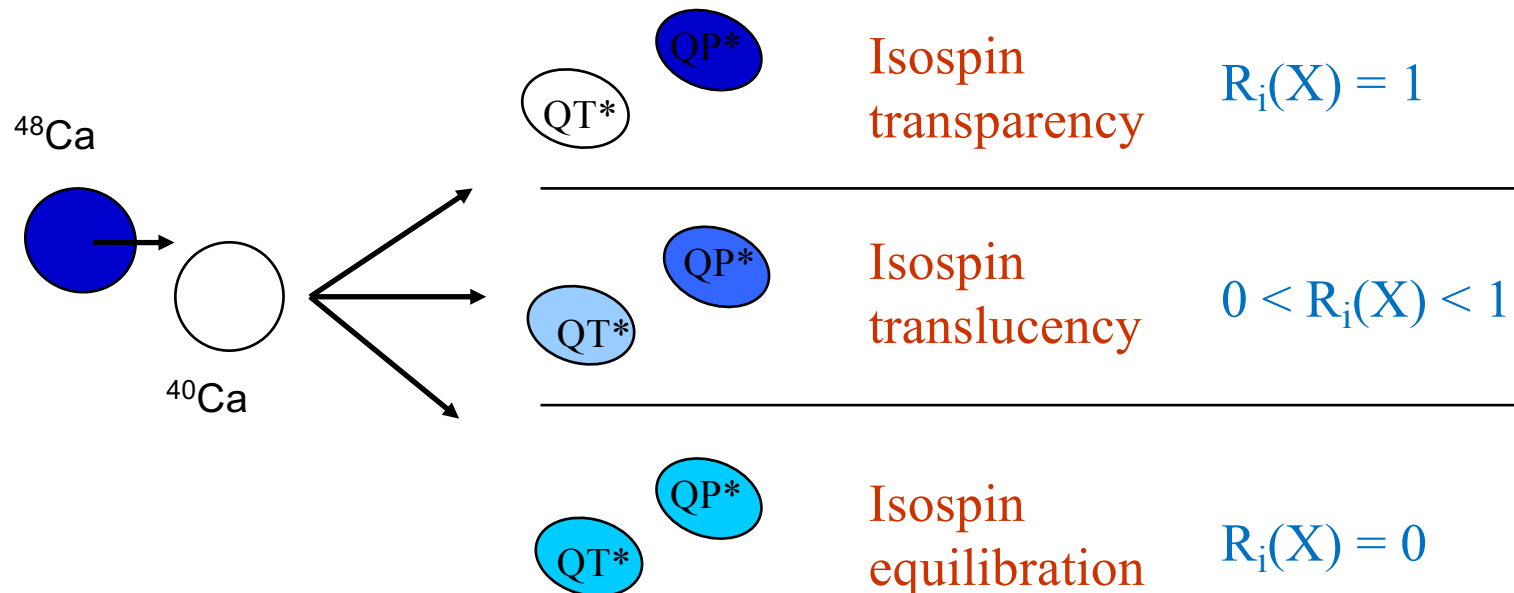 ⁴⁸Ca
⁴⁰Ca
QP*
QT*
Isospin
transparency
Rᵢ(X) = 1
QP*
QT*
Isospin
translucency
0 < Rᵢ(X) < 1
QP*
QT*
Isospin
equilibration
Rᵢ(X) = 0